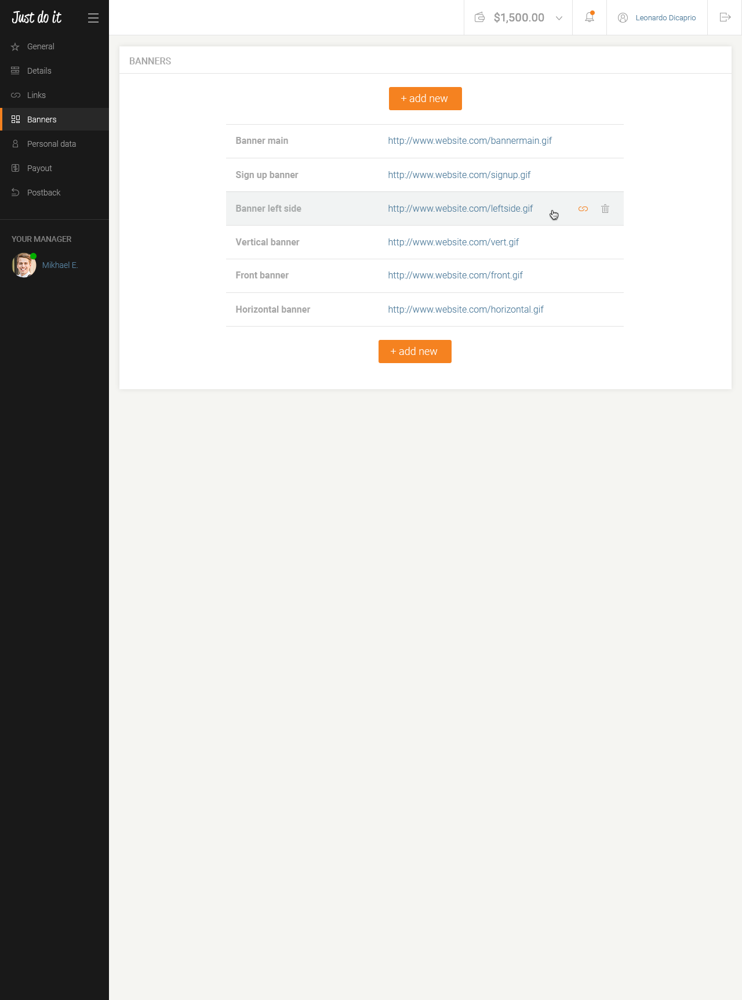 Just do it
$1,500.00
Leonardo Dicaprio
General
Details
Links
Banners
Personal data
Payout
Postback
YOUR MANAGER
Mikhael E.
BANNERS
+ add new
Banner main http://www.website.com/bannermain.gif
Sign up banner http://www.website.com/signup.gif
Banner left side http://www.website.com/leftside.gif
Vertical banner http://www.website.com/vert.gif
Front banner http://www.website.com/front.gif
Horizontal banner http://www.website.com/horizontal.gif
+ add new